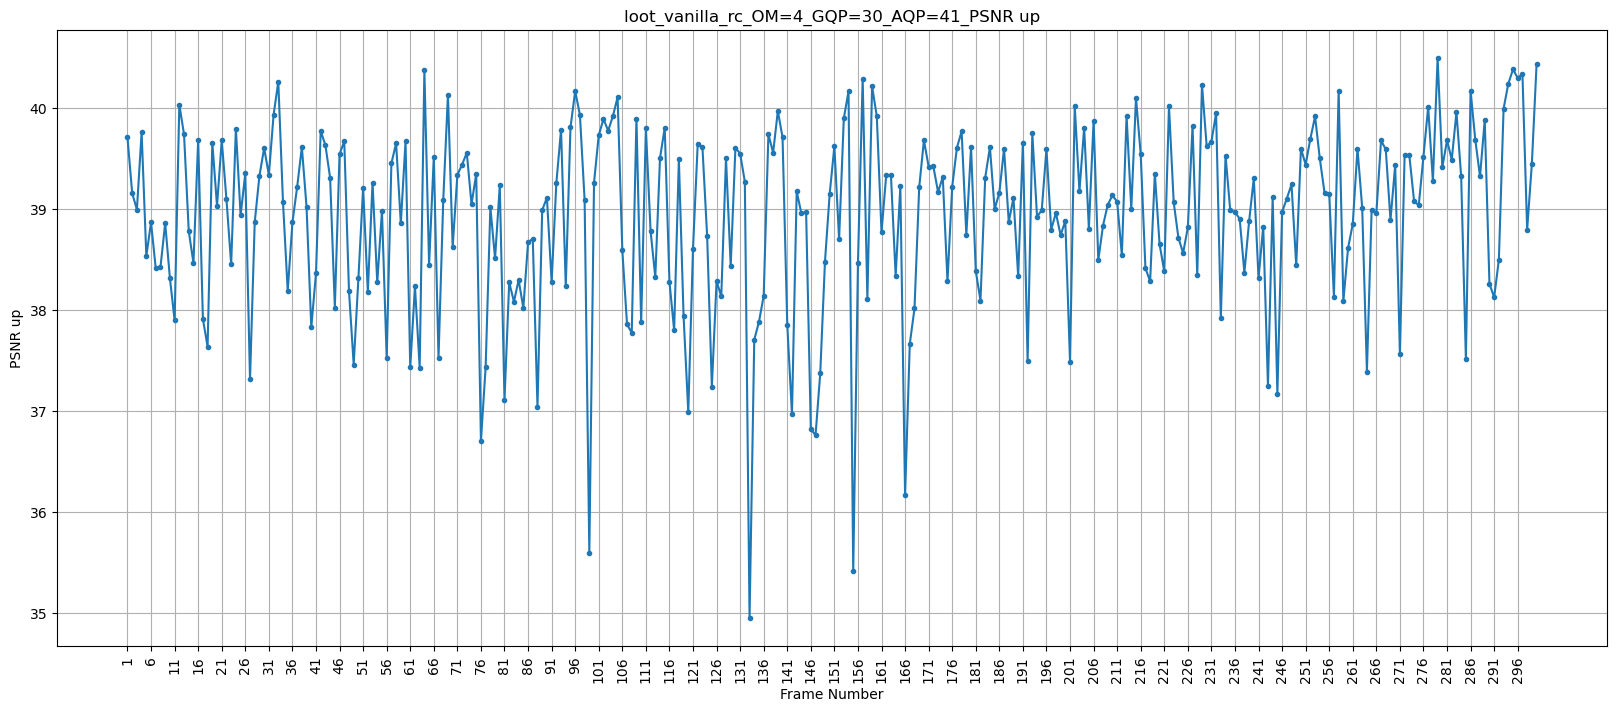 loot_vanilla_rc_OM=4_GQP=30_AQP=41_PSNR up
PSNR up
40
39
38
37
36
35
1 6 11 16 21 26 31 36 41 46 51 56 61 66 71 76 81 86 91 96 101 106 111 116 121 126 131 136 141 146 151 156 161 166 171 176 181 186 191 196 201 206 211 216 221 226 231 236 241 246 251 256 261 266 271 276 281 286 291 296
Frame Number